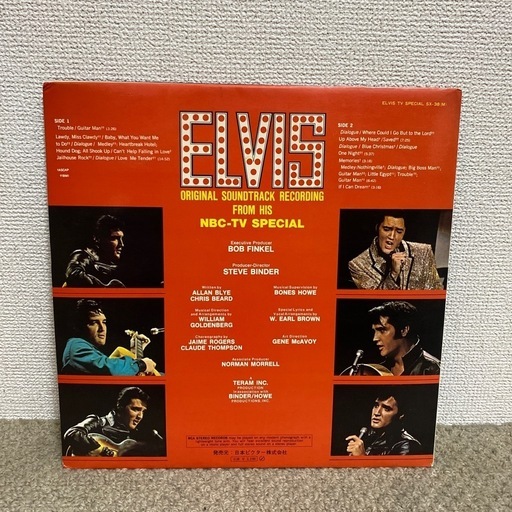 ELVIS TV SPECIAL
SIDE 1
Trouble / Guitar Man
Lawdy, Miss Clawdy / Baby, What You Want Me
to Do / Dialogue / Medley: Heartbreak Hotel;
Hound Dog; All Shook Up / Can't Help Falling in Love /
Jailhouse Rock / Dialogue / Love Me Tender
SIDE 2
Dialogue / Where Could I Go But to the Lord
Up Above My Head / Saved
Dialogue / Blue Christmas / Dialogue
One Night
Memories
Medley: Nothingville; Dialogue; Big Boss Man
Guitar Man; Little Egypt; Trouble
Guitar Man
If I Can Dream
ELVIS
ORIGINAL SOUNDTRACK RECORDING
FROM HIS
NBC-TV SPECIAL
Executive Producer
BOB FINKEL
Producer-Director
STEVE BINDER
Written by
ALLAN BLYE
CHRIS BEARD
Musical Supervision by
BONES HOWE
Musical Direction
and Arrangements by
WILLIAM
GOLDENBERG
Special Lyrics and
Vocal Arrangements by
W. EARL BROWN
Choreography by
JAIME ROGERS
CLAUDE THOMPSON
Art Direction
GENE McAVOY
Associate Producer
NORMAN MORRELL
A
TERAM INC.
PRODUCTION
In association with
BINDER/HOWE
PRODUCTIONS, INC.
発売元：日本ビクター株式会社